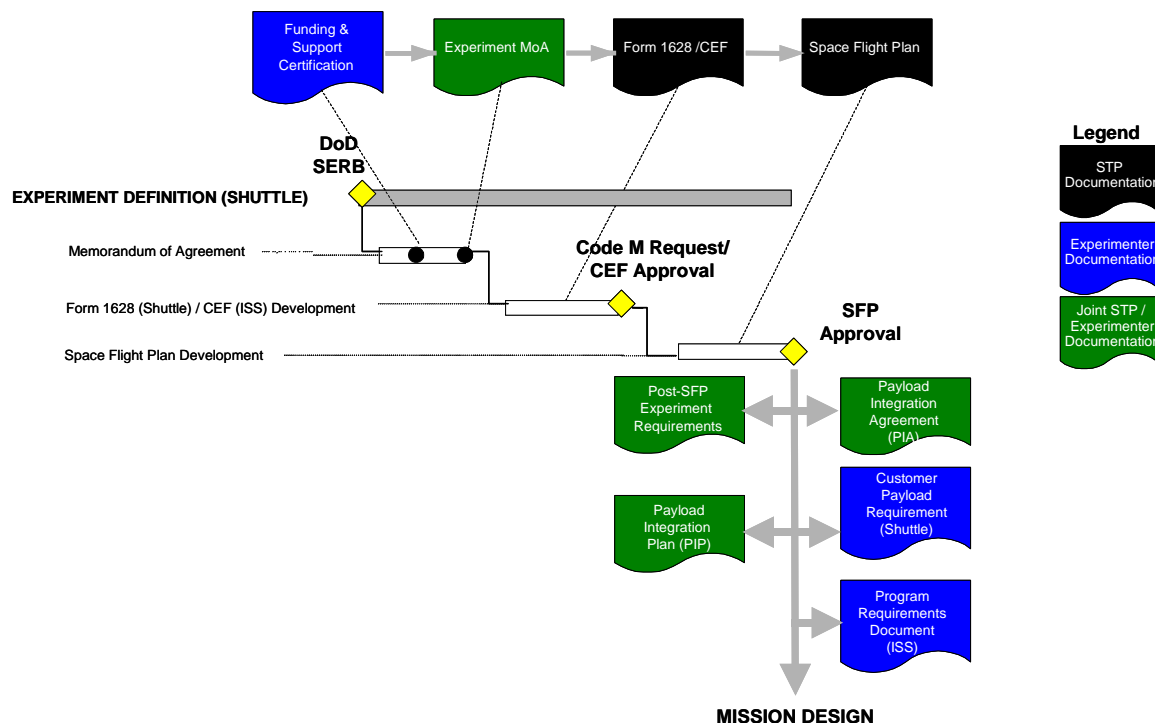 Funding &
Support
Certification
Experiment MoA
Form 1628 /CEF
Space Flight Plan
DoD
SERB
Legend
STP
Documentation
EXPERIMENT DEFINITION (SHUTTLE)
Experimenter
Documentation
Memorandum of Agreement
Code M Request/
CEF Approval
Form 1628 (Shuttle) / CEF (ISS) Development
SFP
Approval
Joint STP /
Experimenter
Documentation
Space Flight Plan Development
Post-SFP
Experiment
Requirements
Payload
Integration
Agreement
(PIA)
Payload
Integration
Plan (PIP)
Customer
Payload
Requirement
(Shuttle)
Program
Requirements
Document
(ISS)
MISSION DESIGN